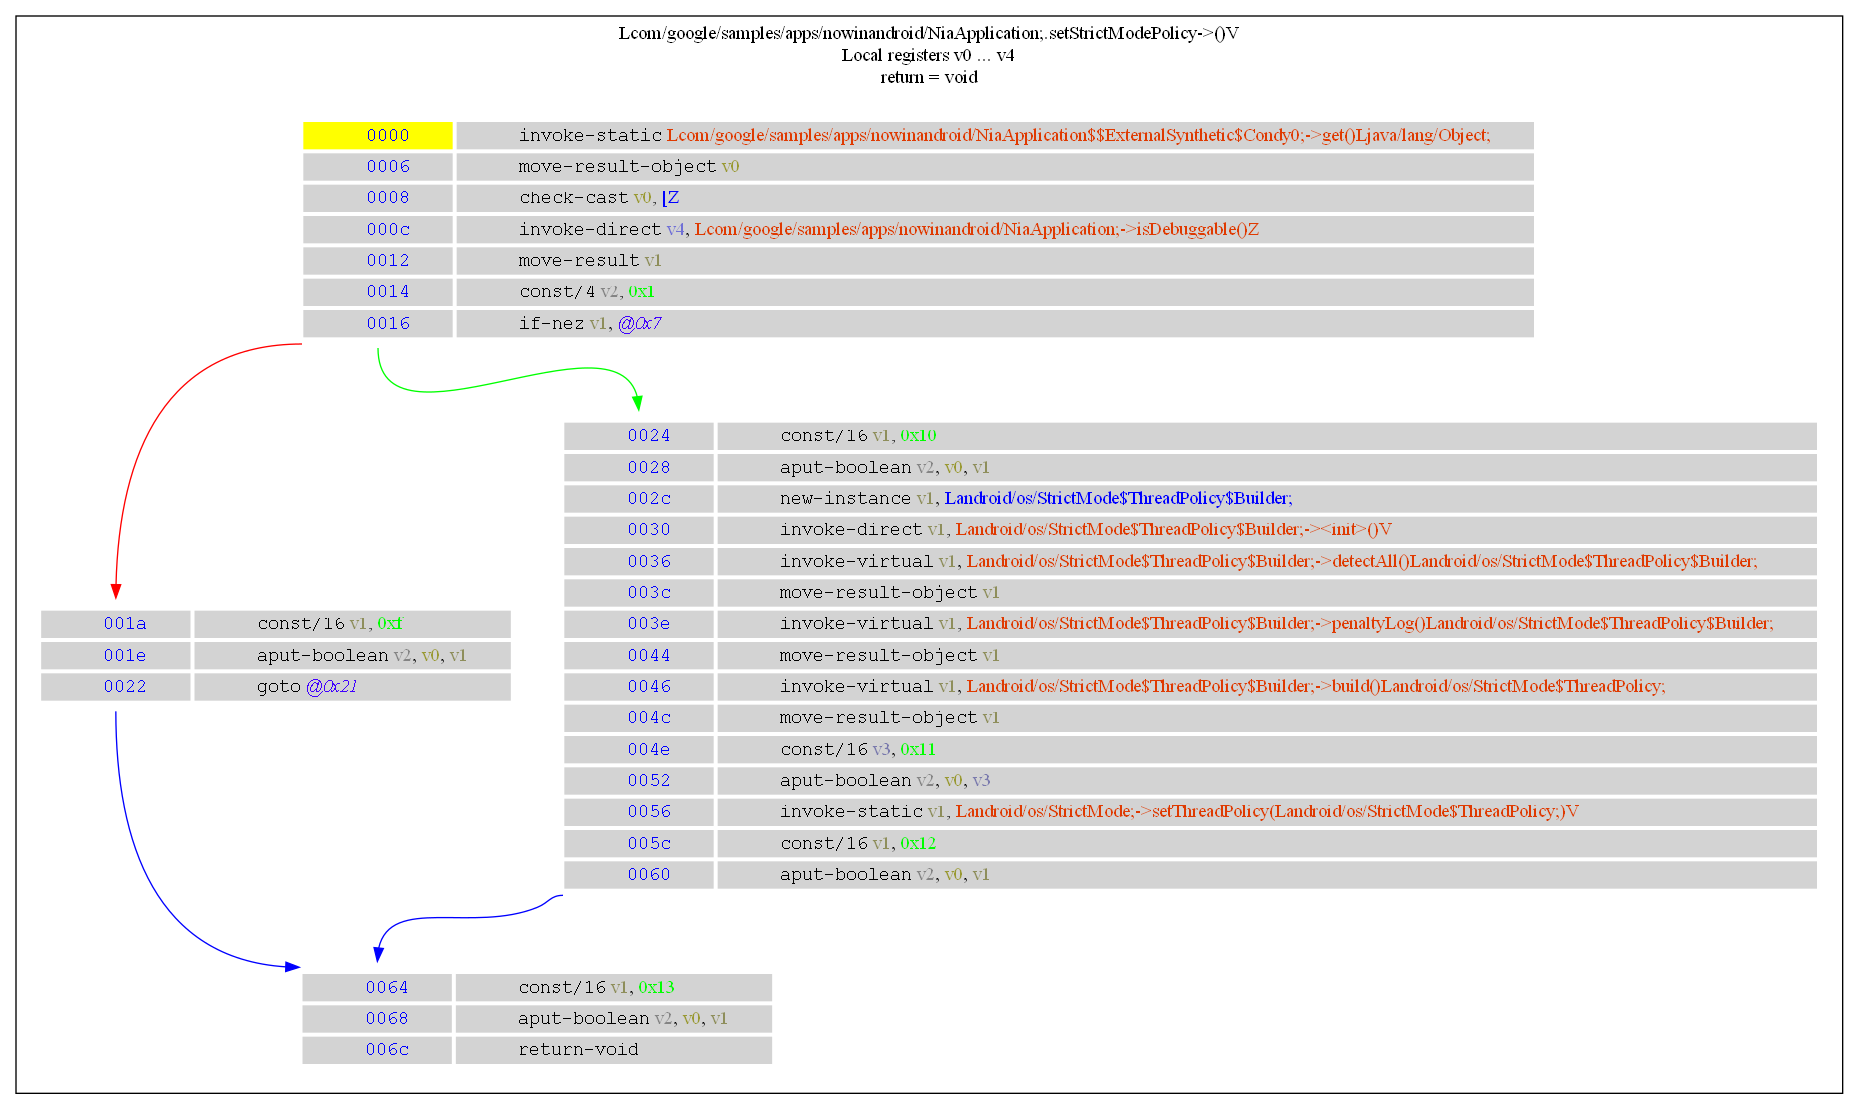 Lcom/google/samples/apps/nowinandroid/NiaApplication;.setStrictModePolicy->()V
Local registers v0 ... v4
return = void
0000 invoke-static Lcom/google/samples/apps/nowinandroid/NiaApplication$$ExternalSynthetic$Condy0;->get()Ljava/lang/Object;
0006 move-result-object v0
0008 check-cast v0, [Z
000c invoke-direct v4, Lcom/google/samples/apps/nowinandroid/NiaApplication;->isDebuggable()Z
0012 move-result v1
0014 const/4 v2, 0x1
0016 if-nez v1, @0x7
0024 const/16 v1, 0x10
0028 aput-boolean v2, v0, v1
002c new-instance v1, Landroid/os/StrictMode$ThreadPolicy$Builder;
0030 invoke-direct v1, Landroid/os/StrictMode$ThreadPolicy$Builder;-><init>()V
0036 invoke-virtual v1, Landroid/os/StrictMode$ThreadPolicy$Builder;->detectAll()Landroid/os/StrictMode$ThreadPolicy$Builder;
003c move-result-object v1
003e invoke-virtual v1, Landroid/os/StrictMode$ThreadPolicy$Builder;->penaltyLog()Landroid/os/StrictMode$ThreadPolicy$Builder;
0044 move-result-object v1
0046 invoke-virtual v1, Landroid/os/StrictMode$ThreadPolicy$Builder;->build()Landroid/os/StrictMode$ThreadPolicy;
004c move-result-object v1
004e const/16 v3, 0x11
0052 aput-boolean v2, v0, v3
0056 invoke-static v1, Landroid/os/StrictMode;->setThreadPolicy(Landroid/os/StrictMode$ThreadPolicy;)V
005c const/16 v1, 0x12
0060 aput-boolean v2, v0, v1
001a const/16 v1, 0xf
001e aput-boolean v2, v0, v1
0022 goto @0x21
0064 const/16 v1, 0x13
0068 aput-boolean v2, v0, v1
006c return-void